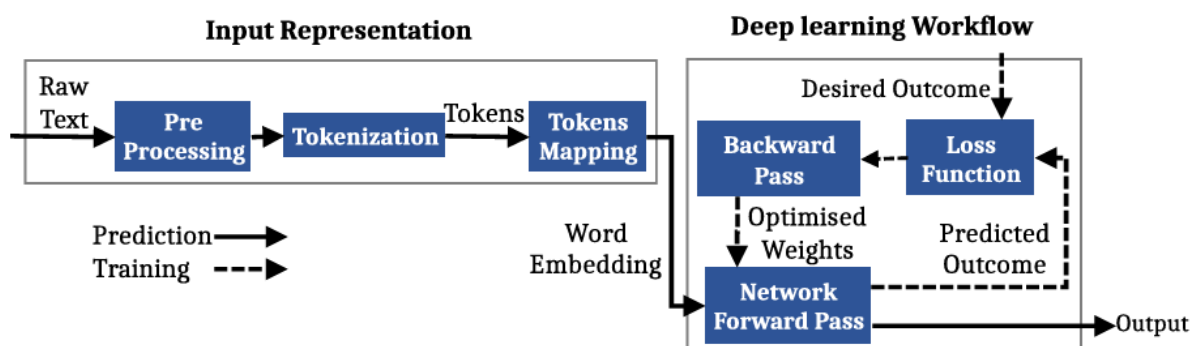 Input Representation
Deep learning Workflow
Raw
Text
Pre
Processing
Tokenization
Tokens
Tokens
Mapping
Desired Outcome
Backward
Pass
Loss
Function
Prediction
Training
Word
Embedding
Optimised
Weights
Predicted
Outcome
Network
Forward Pass
Output